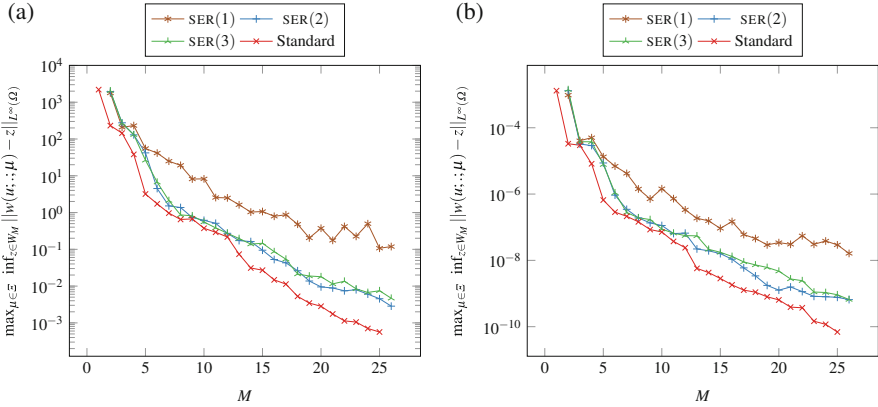 (a)
SER(1) SER(2)
SER(3) Standard
10^4
10^3
10^2
10^1
10^0
10^−1
10^−2
10^−3
0 5 10 15 20 25
M
max_{μ∈Ξ} inf_{z∈W_M} ||w(u; .; μ) − z||_{L^∞(Ω)}
(b)
SER(1) SER(2)
SER(3) Standard
10^−4
10^−6
10^−8
10^−10
0 5 10 15 20 25
M
max_{μ∈Ξ} inf_{z∈W_M} ||w(u; .; μ) − z||_{L^∞(Ω)}